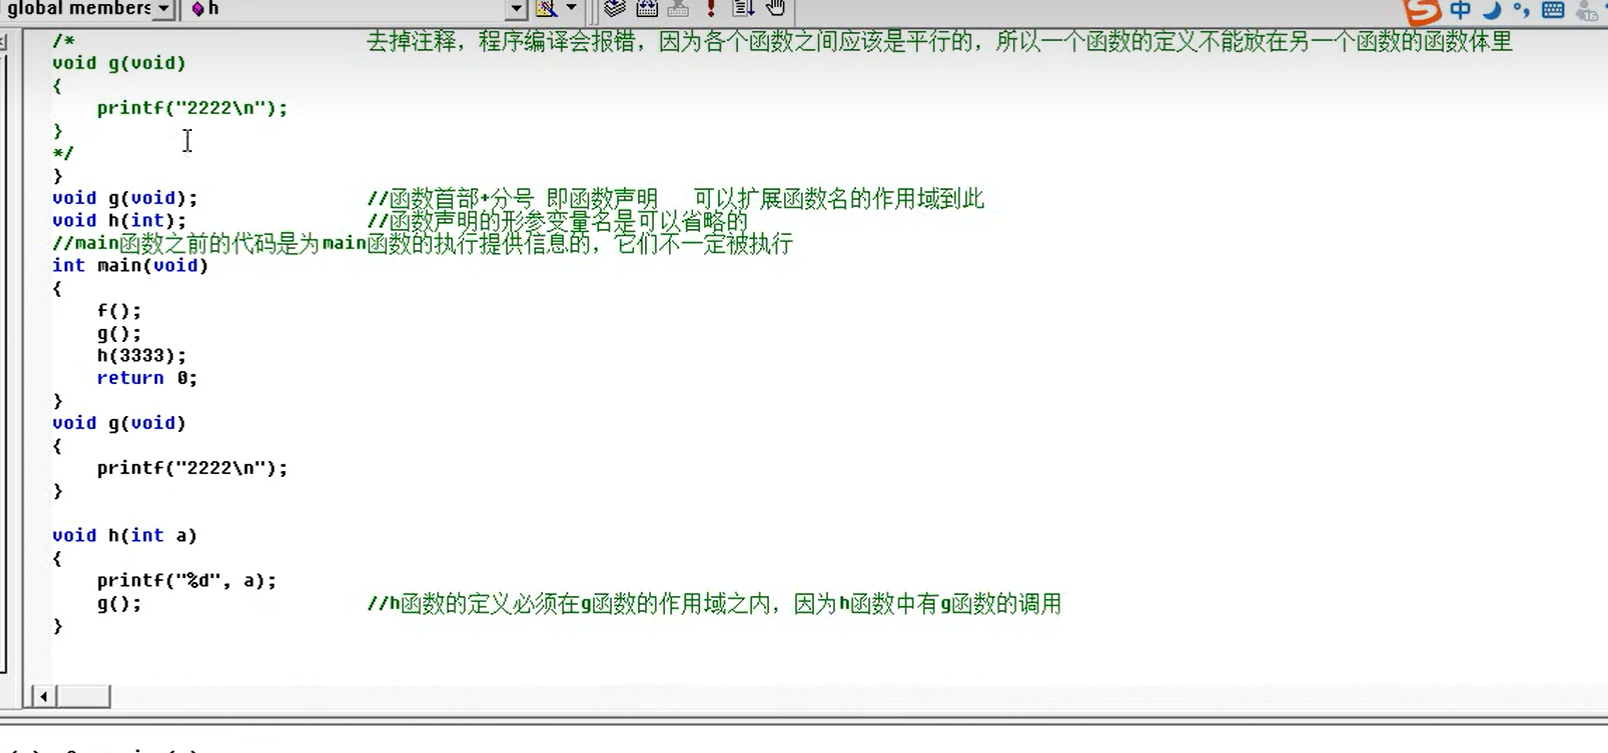 global members h
中
/* 去掉注释，程序编译会报错，因为各个函数之间应该是平行的，所以一个函数的定义不能放在另一个函数的函数体里
void g(void)
{
printf("2222\n");
}
*/
}
void g(void); //函数首部+分号 即函数声明 可以扩展函数名的作用域到此
void h(int); //函数声明的形参变量名是可以省略的
//main函数之前的代码是为main函数的执行提供信息的，它们不一定被执行
int main(void)
{
f();
g();
h(3333);
return 0;
}
void g(void)
{
printf("2222\n");
}
void h(int a)
{
printf("%d", a);
g(); //h函数的定义必须在g函数的作用域之内，因为h函数中有g函数的调用
}